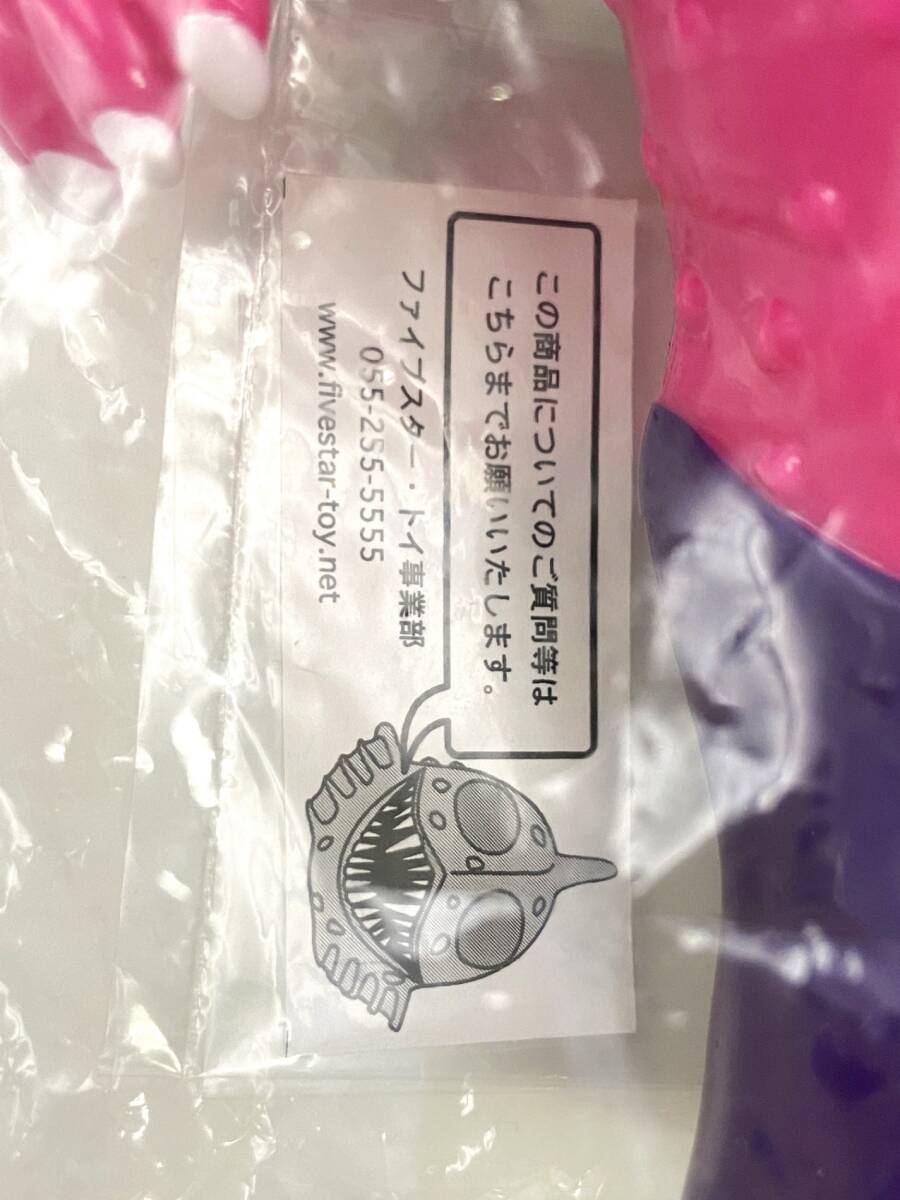 この商品についてのご質問等は
こちらまでお願いいたします。
ファイブスター・トイ事業部
055-255-5555
www.fivestar-toy.net